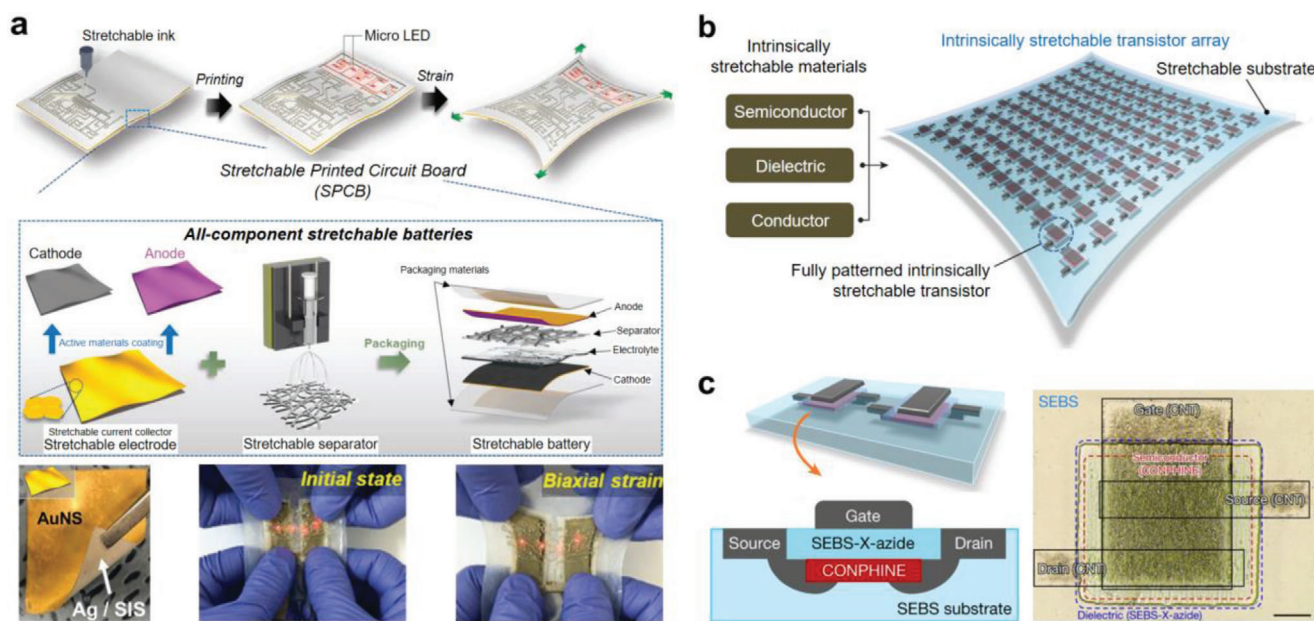 a
Stretchable ink
Micro LED
Printing
Strain
Stretchable Printed Circuit Board
(SPCB)
All-component stretchable batteries
Cathode
Anode
Active materials coating
Stretchable current collector
Stretchable electrode
Stretchable separator
Packaging
Packaging materials
Anode
Separator
Electrolyte
Cathode
Stretchable battery
AuNS
Ag / SIS
Initial state
Biaxial strain
b
Intrinsically
stretchable materials
Semiconductor
Dielectric
Conductor
Intrinsically stretchable transistor array
Stretchable substrate
Fully patterned intrinsically
stretchable transistor
c
Gate
Source
SEBS-X-azide
Drain
CONPHINE
SEBS substrate
SEBS
Gate (CNT)
Semiconductor
(CONPHINE)
Source (CNT)
Drain (CNT)
Dielectric (SEBS-X-azide)